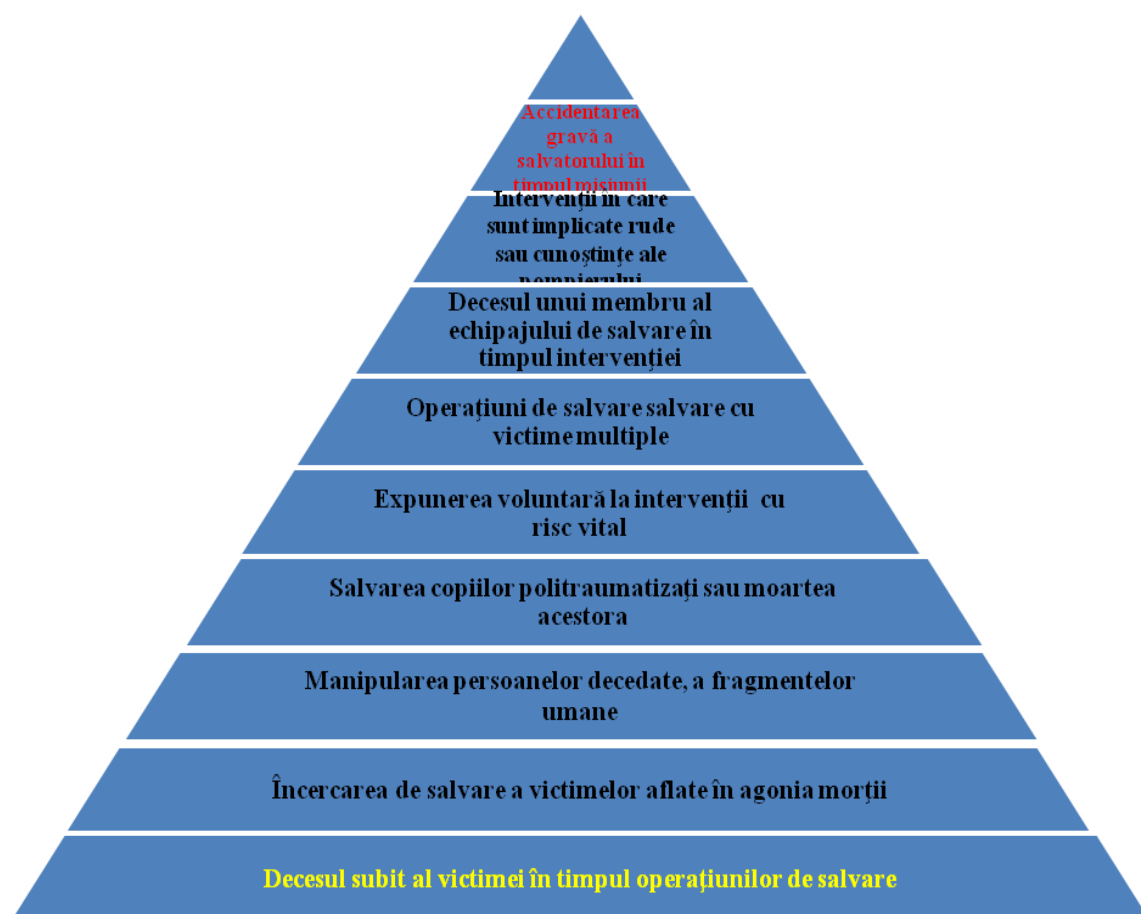 Accidentarea
gravă a
salvatorului în
timpul misiunii
Intervenţii în care
sunt implicate rude
sau cunoştinţe ale
pompierului
Decesul unui membru al
echipajului de salvare în
timpul intervenţiei
Operaţiuni de salvare salvare cu
victime multiple
Expunerea voluntară la intervenţii cu
risc vital
Salvarea copiilor politraumatizaţi sau moartea
acestora
Manipularea persoanelor decedate, a fragmentelor
umane
Încercarea de salvare a victimelor aflate în agonia morţii
Decesul subit al victimei în timpul operaţiunilor de salvare